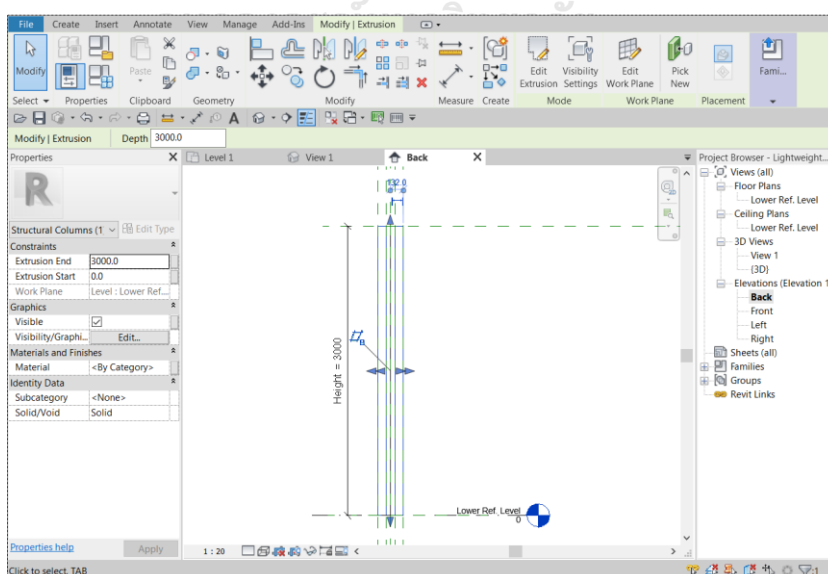 File Create Insert Annotate View Manage Add-Ins Modify | Extrusion
Modify
Paste
Edit Extrusion
Visibility Settings
Edit Work Plane
Pick New
Fami...
Select Properties Clipboard Geometry Modify Measure Create Mode Work Plane Placement
Modify | Extrusion Depth 3000.0
Properties
Level 1 View 1 Back
Project Browser - Lightweight...
R
Structural Columns (1 Edit Type
Constraints
Extrusion End 3000.0
Extrusion Start 0.0
Work Plane Level : Lower Ref....
Graphics
Visible
Visibility/Graphi... Edit...
Materials and Finishes
Material <By Category>
Identity Data
Subcategory <None>
Solid/Void Solid
Properties help Apply
132.0
Height = 3000
Lower Ref. Level
0
1 : 20
Views (all)
Floor Plans
Lower Ref. Level
Ceiling Plans
Lower Ref. Level
3D Views
View 1
{3D}
Elevations (Elevation 1
Back
Front
Left
Right
Sheets (all)
Families
Groups
Revit Links
Click to select, TAB
:1